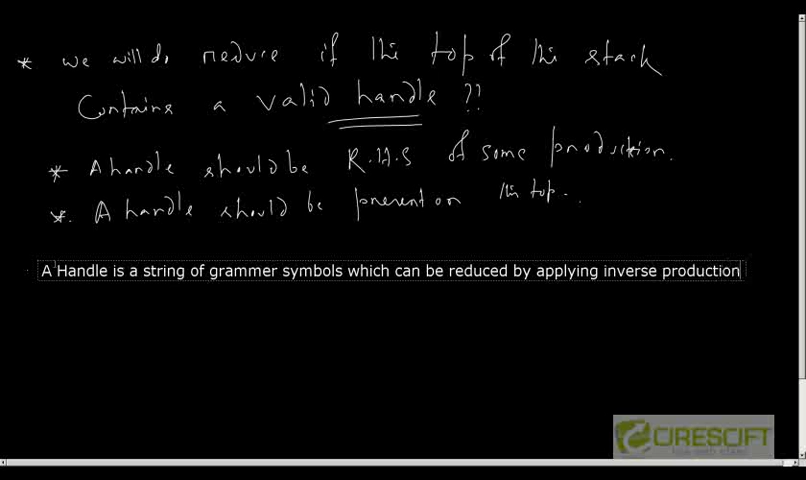 * we will do reduce if the top of the stack
Contains a valid handle ??
* A handle should be R.H.S of some production.
* A handle should be present on the top.
A Handle is a string of grammer symbols which can be reduced by applying inverse production
CIRESCIFT